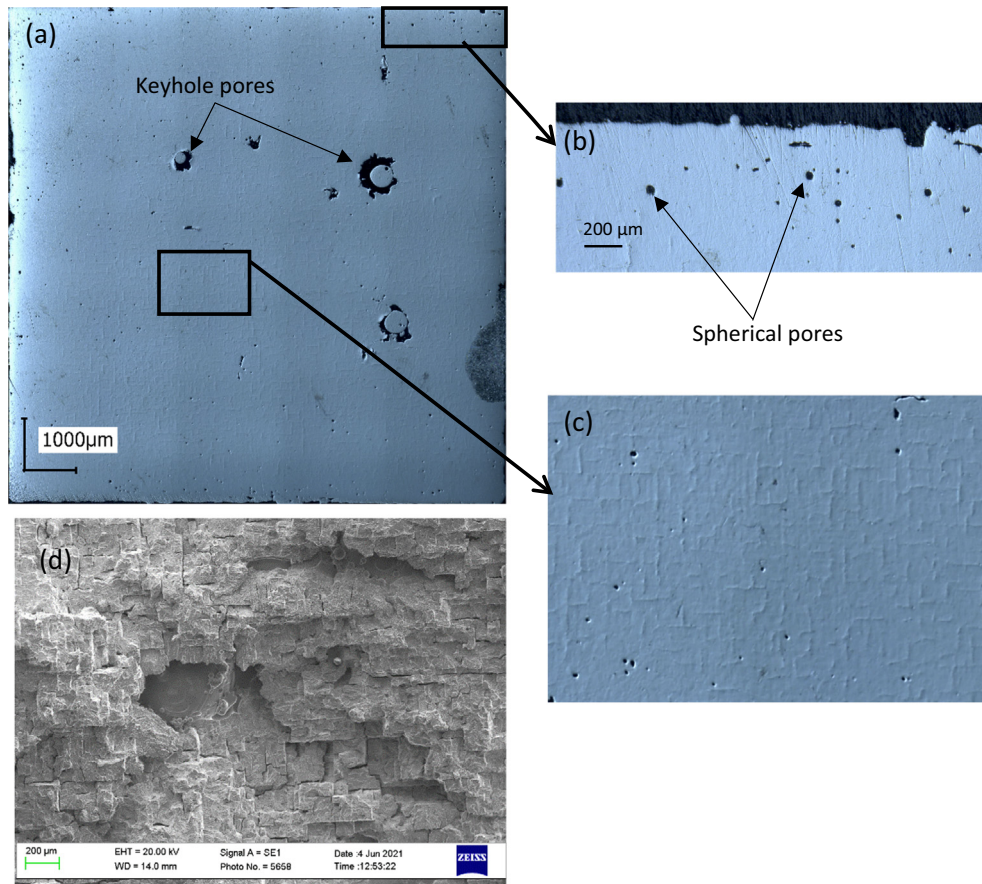 (a)
Keyhole pores
1000µm
(b)
200 µm
Spherical pores
(c)
(d)
200 µm
EHT = 20.00 kV
WD = 14.0 mm
Signal A = SE1
Photo No. = 5658
Date :4 Jun 2021
Time :12:53:22
ZEISS